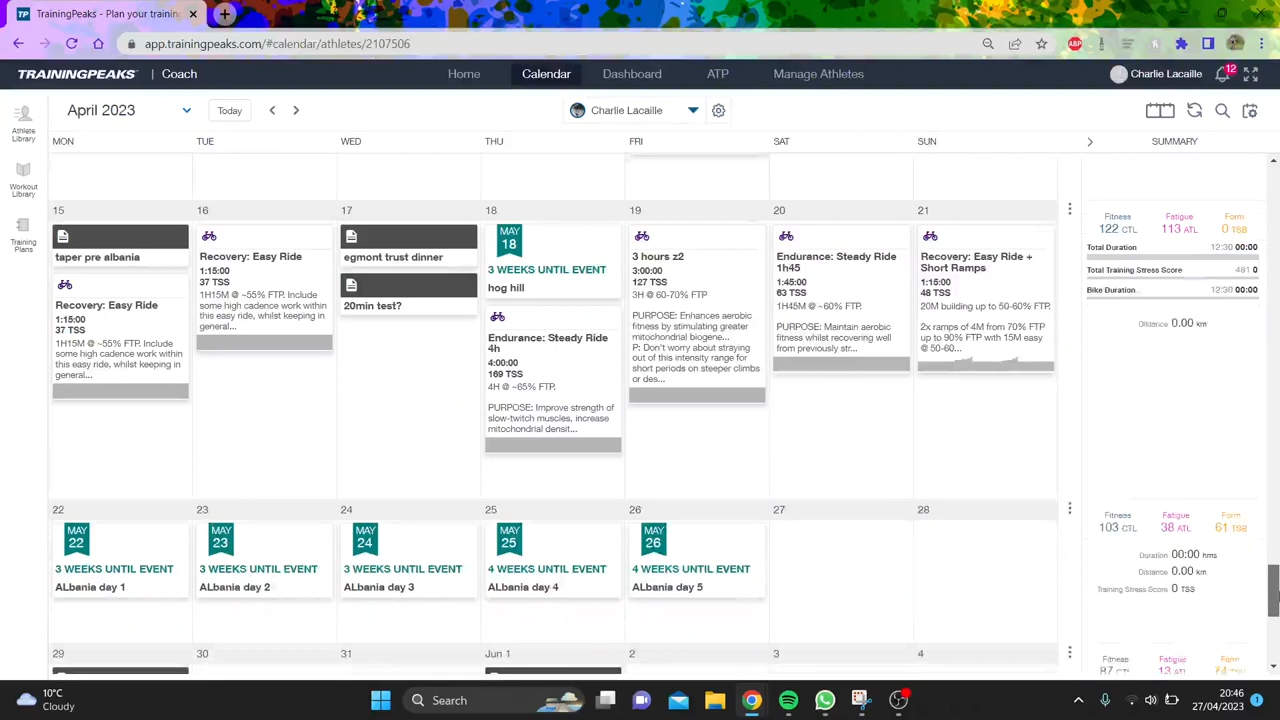 TrainingPeaks - Plan your training
app.trainingpeaks.com/#calendar/athletes/2107506
TRAININGPEAKS Coach
Home Calendar Dashboard ATP Manage Athletes
Charlie Lacaille 12
April 2023 Today
Charlie Lacaille
Athlete Library
Workout Library
Training Plans
MON TUE WED THU FRI SAT SUN SUMMARY
15
taper pre albania
Recovery: Easy Ride
1:15:00
37 TSS
1H15M @ ~55% FTP. Include
some high cadence work within
this easy ride, whilst keeping in
general...
16
Recovery: Easy Ride
1:15:00
37 TSS
1H15M @ ~55% FTP. Include
some high cadence work within
this easy ride, whilst keeping in
general...
17
egmont trust dinner
20min test?
18
MAY
18
3 WEEKS UNTIL EVENT
hog hill
Endurance: Steady Ride
4h
4:00:00
169 TSS
4H @ ~65% FTP.
PURPOSE: Improve strength of
slow-twitch muscles, increase
mitochondrial densit...
19
3 hours z2
3:00:00
127 TSS
3H @ 60-70% FTP
PURPOSE: Enhances aerobic
fitness by stimulating greater
mitochondrial biogene...
P: Don't worry about straying
out of this intensity range for
short periods on steeper climbs
or des...
20
Endurance: Steady Ride
1h45
1:45:00
63 TSS
1H45M @ ~60% FTP.
PURPOSE: Maintain aerobic
fitness whilst recovering well
from previously str...
21
Recovery: Easy Ride +
Short Ramps
1:15:00
48 TSS
20M building up to 50-60% FTP.
2x ramps of 4M from 70% FTP
up to 90% FTP with 15M easy
@ 50-60...
Fitness Fatigue Form
122 CTL 113 ATL 0 TSB
Total Duration 12:30 00:00
Total Training Stress Score 481 0
Bike Duration 12:30 00:00
Distance 0.00 km
22
MAY
22
3 WEEKS UNTIL EVENT
ALbania day 1
23
MAY
23
3 WEEKS UNTIL EVENT
ALbania day 2
24
MAY
24
3 WEEKS UNTIL EVENT
ALbania day 3
25
MAY
25
4 WEEKS UNTIL EVENT
ALbania day 4
26
MAY
26
4 WEEKS UNTIL EVENT
ALbania day 5
27
28
Fitness Fatigue Form
103 CTL 38 ATL 61 TSB
Duration 00:00 hms
Distance 0.00 km
Training Stress Score 0 TSS
29 30 31 Jun 1 2 3 4
Fitness Fatigue Form
87 CTL 13 ATL 74 TSB
10°C
Cloudy
Search
20:46
27/04/2023